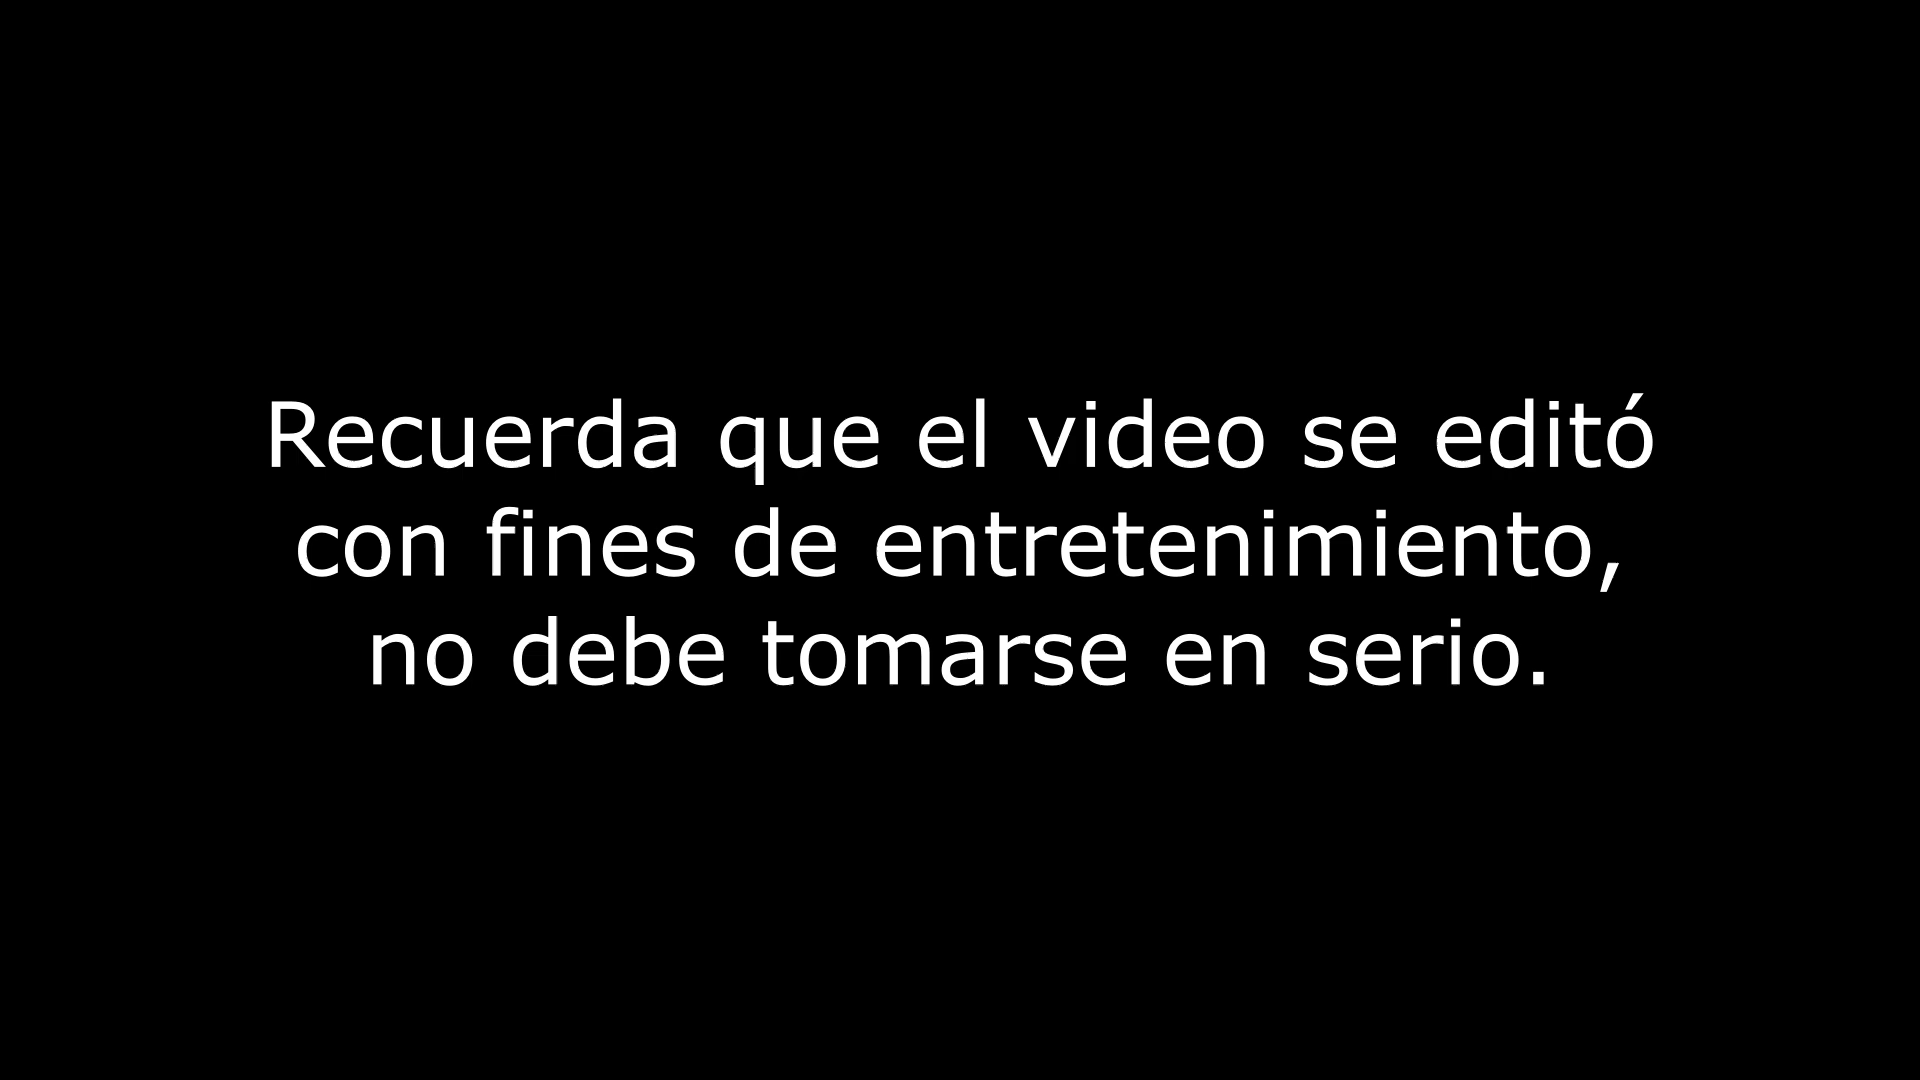 Recuerda que el video se editó
con fines de entretenimiento,
no debe tomarse en serio.